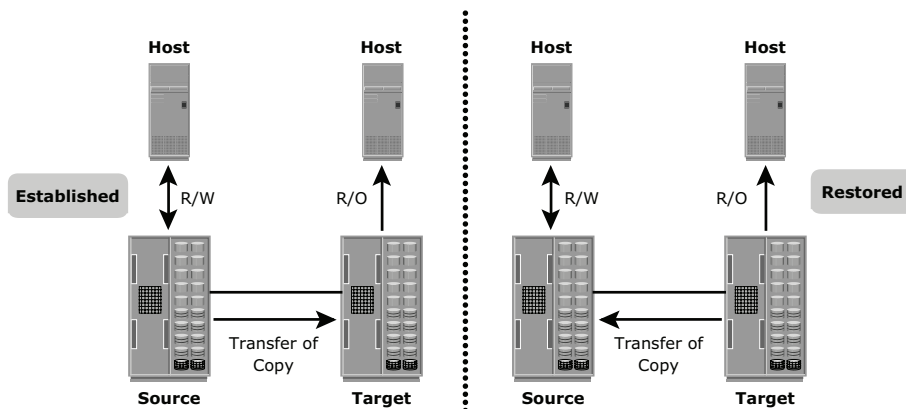 Host
Host
Established
R/W
R/O
Transfer of
Copy
Source
Target
Host
Host
R/W
R/O
Restored
Transfer of
Copy
Source
Target